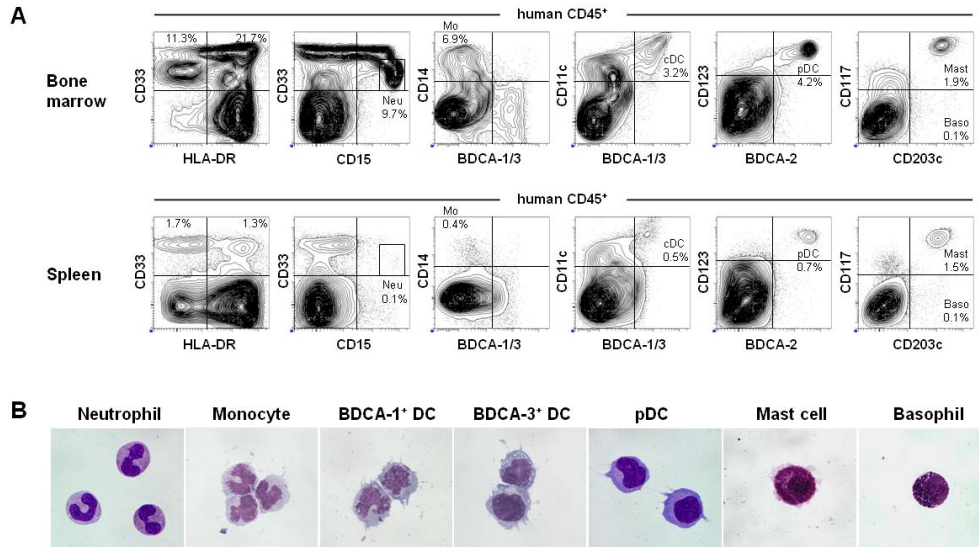 A
human CD45⁺
Bone marrow
CD33
11.3%
21.7%
HLA-DR
CD33
Neu
9.7%
CD15
Mo
6.9%
CD14
BDCA-1/3
CD11c
cDC
3.2%
BDCA-1/3
CD123
pDC
4.2%
BDCA-2
CD117
Mast
1.9%
Baso
0.1%
CD203c
human CD45⁺
Spleen
CD33
1.7%
1.3%
HLA-DR
CD33
Neu
0.1%
CD15
Mo
0.4%
CD14
BDCA-1/3
CD11c
cDC
0.5%
BDCA-1/3
CD123
pDC
0.7%
BDCA-2
CD117
Mast
1.5%
Baso
0.1%
CD203c
B
Neutrophil
Monocyte
BDCA-1⁺ DC
BDCA-3⁺ DC
pDC
Mast cell
Basophil